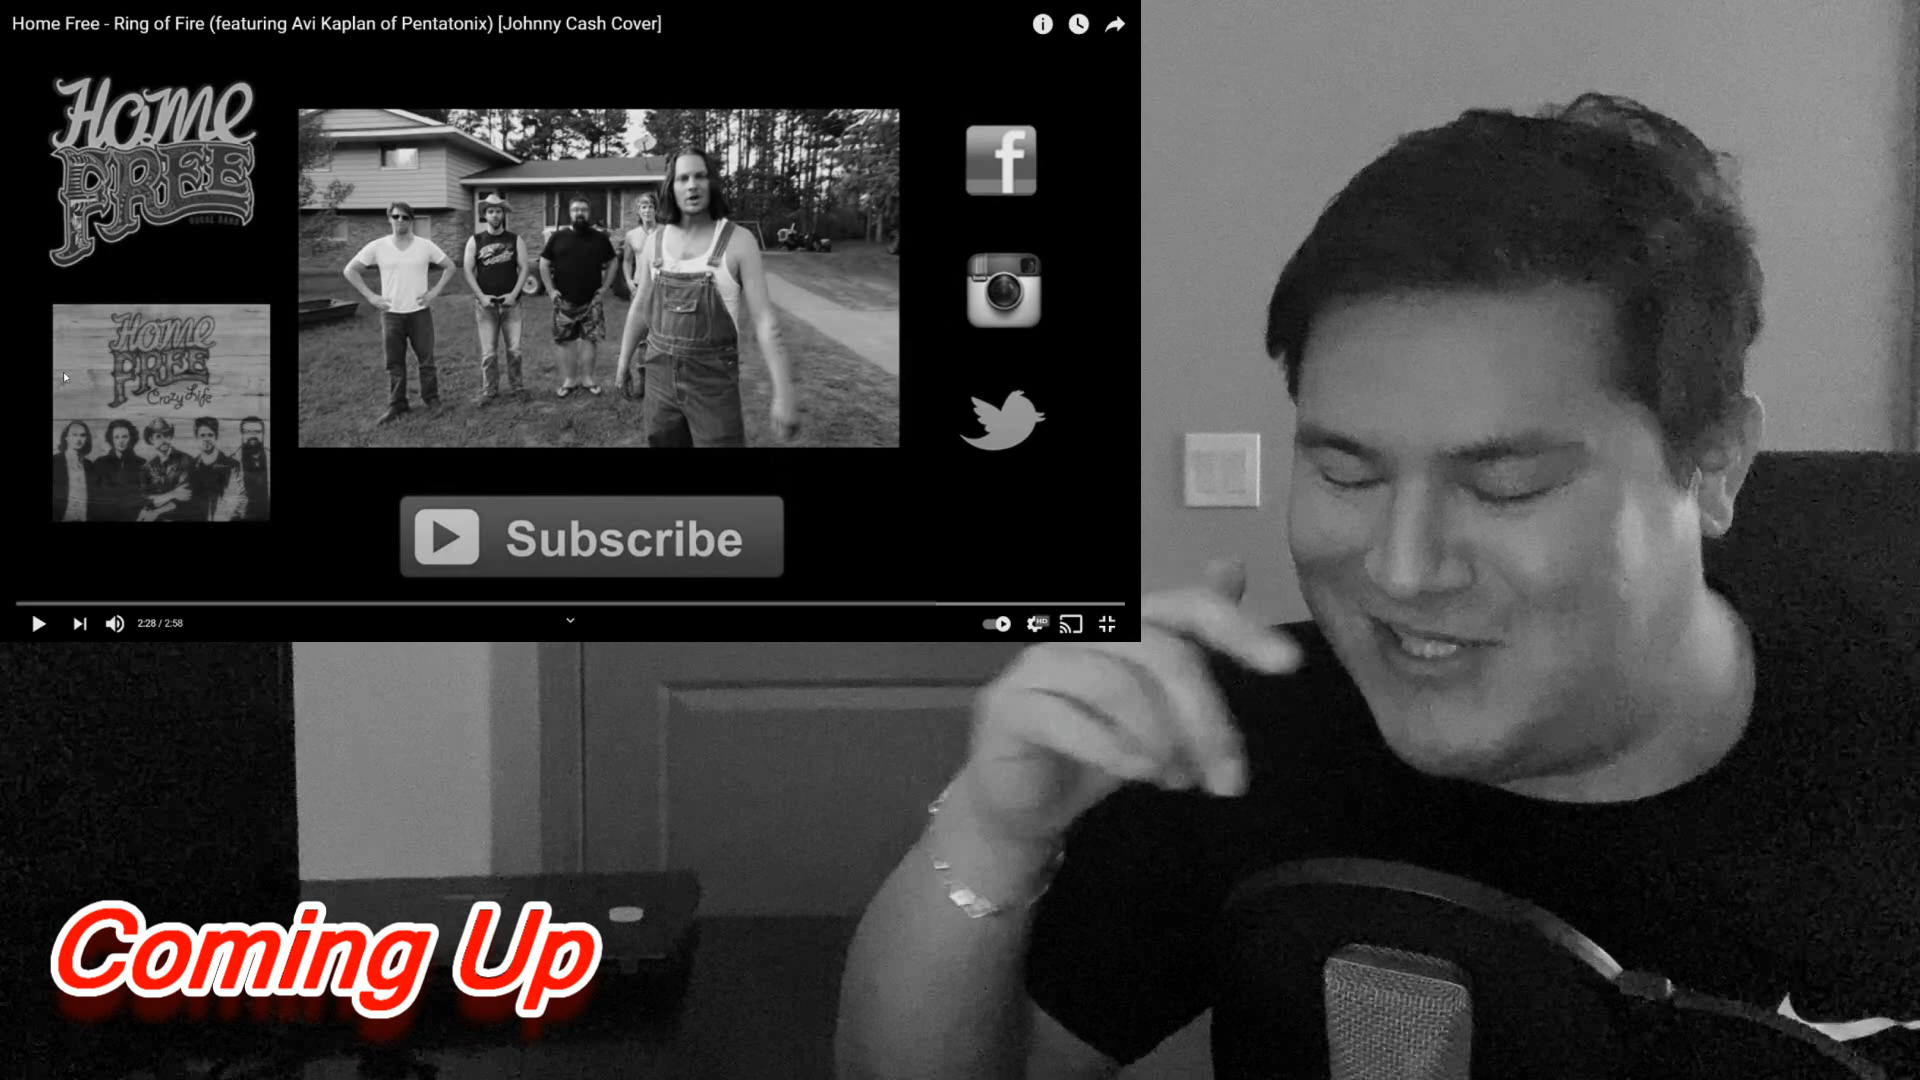 Home Free - Ring of Fire (featuring Avi Kaplan of Pentatonix) [Johnny Cash Cover]
HOME
FREE
f
HOME
FREE
Crazy Life
Subscribe
HD
2:28 / 2:58
Coming Up